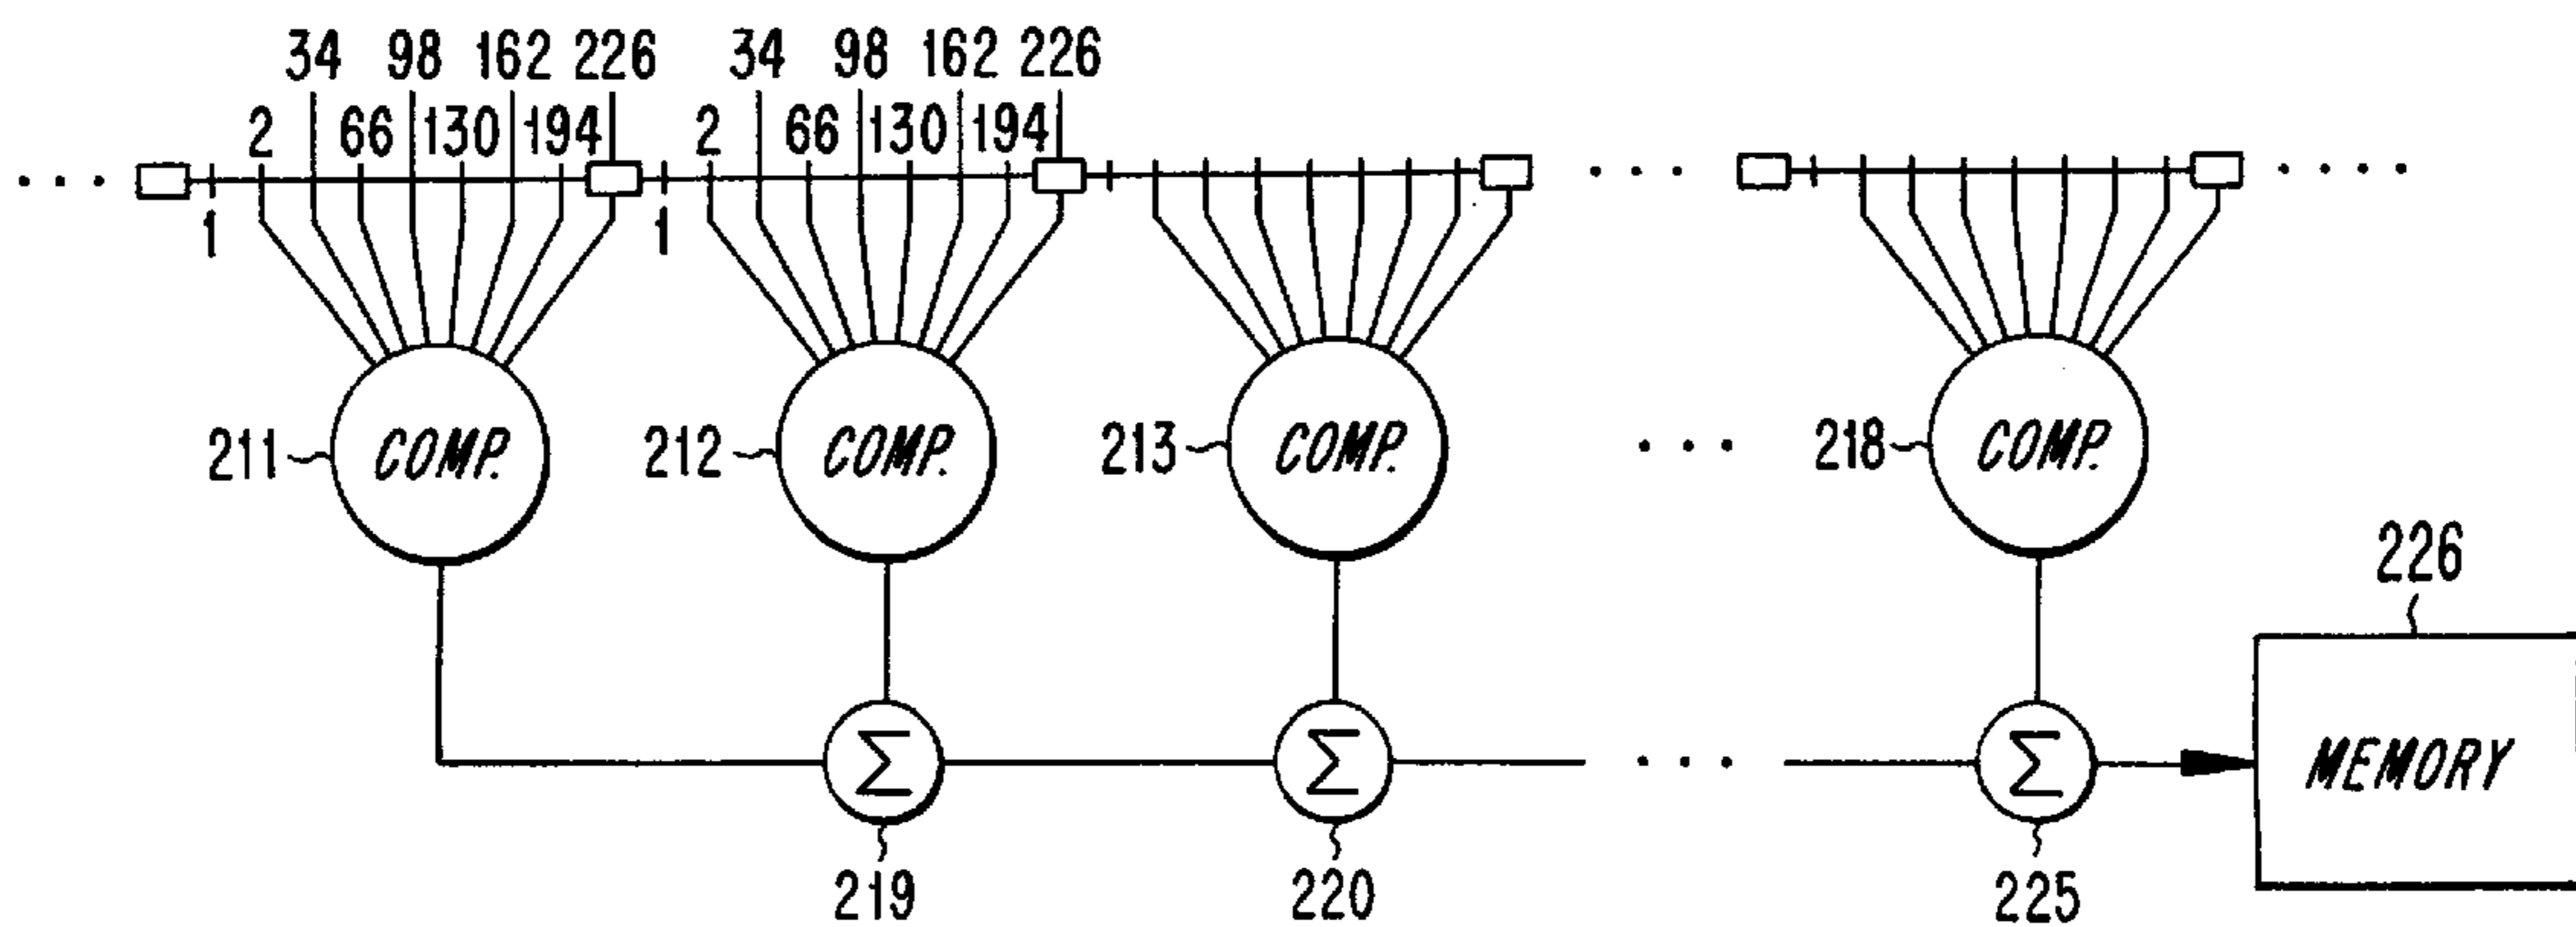 34 98 162 226 34 98 162 226
2 66 130 194 2 66 130 194
1 1
211 COMP. 212 COMP. 213 COMP. 218 COMP.
226
Σ Σ Σ MEMORY
219 220 225